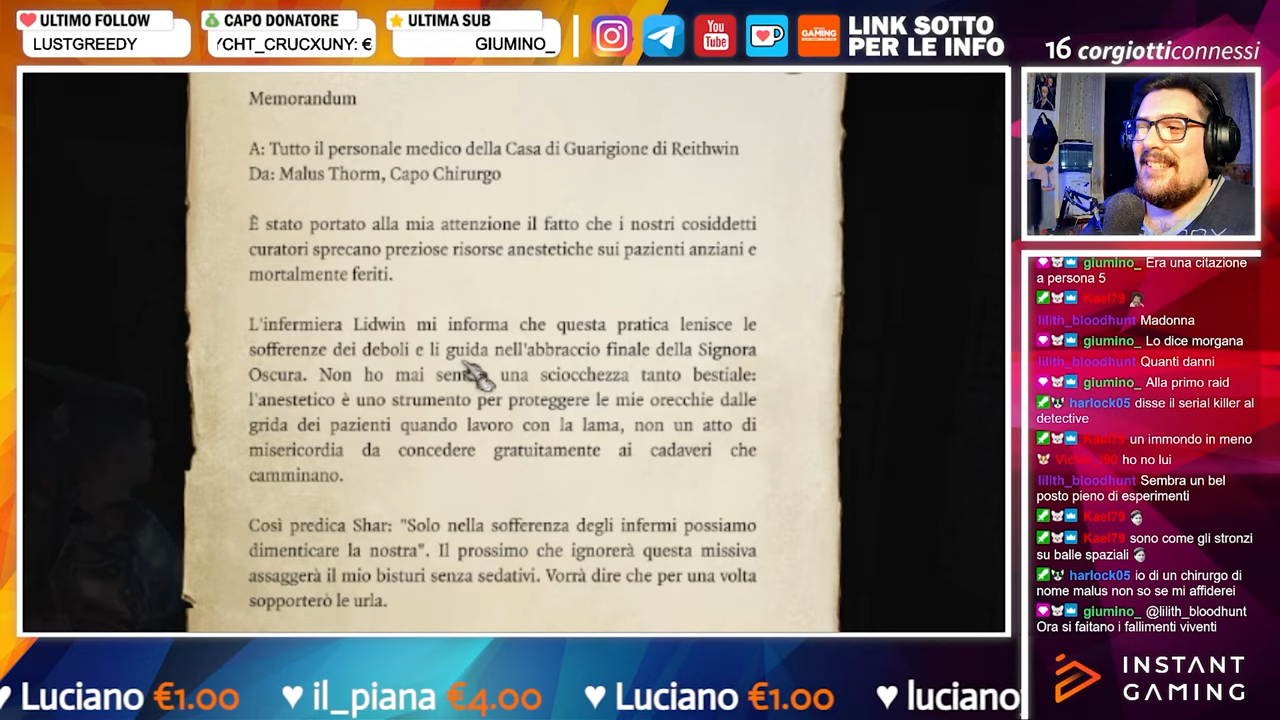 ULTIMO FOLLOW
LUSTGREEDY
CAPO DONATORE
YCHT_CRUCXUNY: €
ULTIMA SUB
GIUMINO_
You
Tube
GAMING
LINK SOTTO
PER LE INFO
16 corgiotticonnessi
Memorandum
A: Tutto il personale medico della Casa di Guarigione di Reithwin
Da: Malus Thorm, Capo Chirurgo
È stato portato alla mia attenzione il fatto che i nostri cosiddetti
curatori sprecano preziose risorse anestetiche sui pazienti anziani e
mortalmente feriti.
L'infermiera Lidwin mi informa che questa pratica lenisce le
sofferenze dei deboli e li guida nell'abbraccio finale della Signora
Oscura. Non ho mai una sciocchezza tanto bestiale:
l'anestetico è uno strumento per proteggere le mie orecchie dalle
grida dei pazienti quando lavoro con la lama, non un atto di
misericordia da concedere gratuitamente ai cadaveri che
camminano.
Così predica Shar: "Solo nella sofferenza degli infermi possiamo
dimenticare la nostra". Il prossimo che ignorerà questa missiva
assaggerà il mio bisturi senza sedativi. Vorrà dire che per una volta
sopporterò le urla.
giumino_ Era una citazione
a persona 5
Kael79
lilith_bloodhunt Madonna
giumino_ Lo dice morgana
lilith_bloodhunt Quanti danni
giumino_ Alla primo raid
harlock05 disse il serial killer al
detective
Kael79 un immondo in meno
ho no lui
lilith_bloodhunt Sembra un bel
posto pieno di esperimenti
Kael79
Kael79 sono come gli stronzi
su balle spaziali
harlock05 io di un chirurgo di
nome malus non so se mi affiderei
giumino_ @lilith_bloodhunt
Ora si faitano i fallimenti viventi
INSTANT
GAMING
Luciano €1.00 il_piana €4.00 Luciano €1.00 luciano